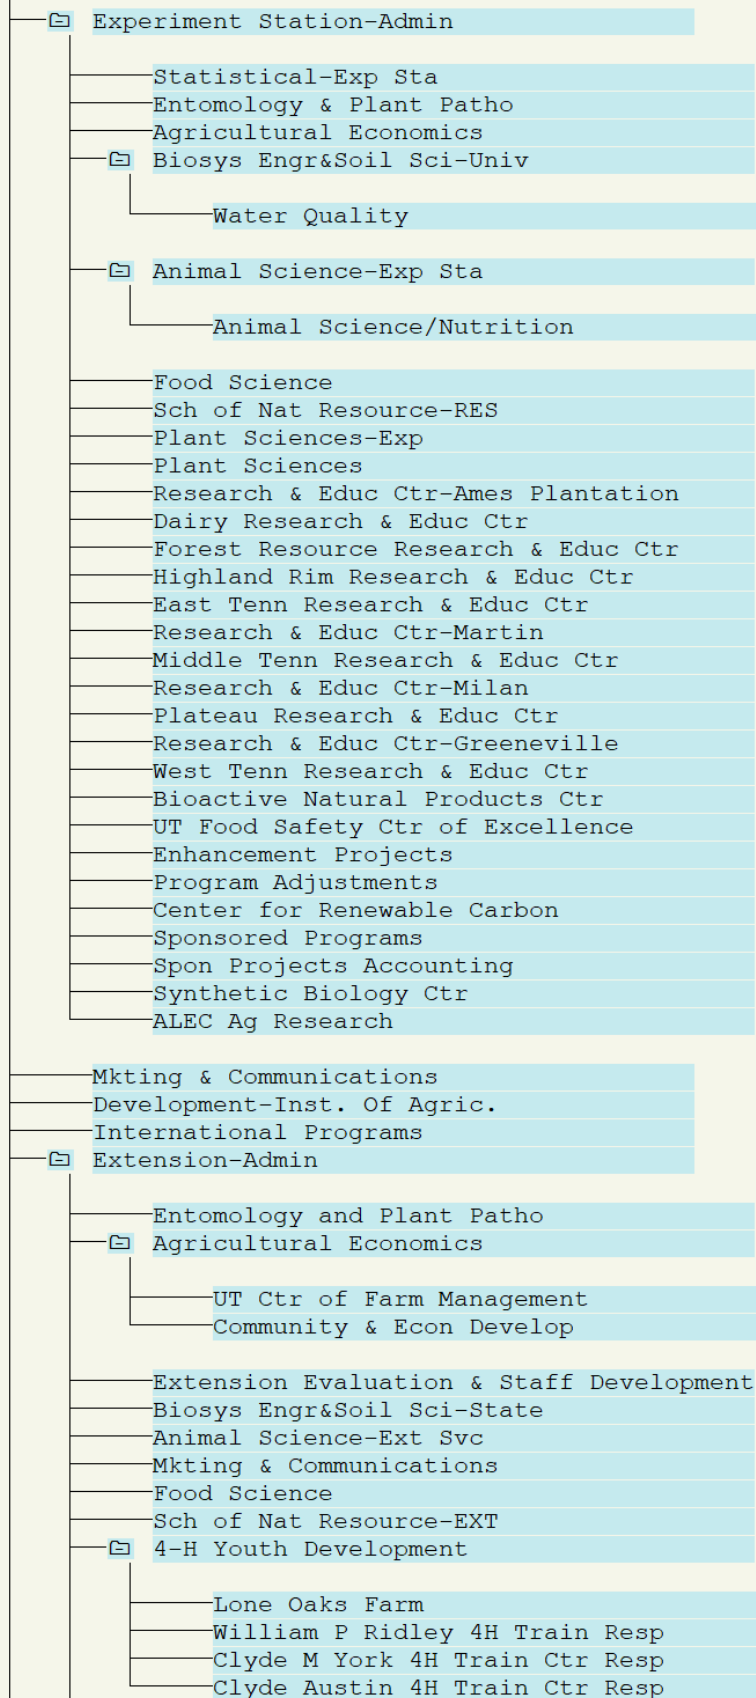 Experiment Station-Admin
Statistical-Exp Sta
Entomology & Plant Patho
Agricultural Economics
Biosys Engr&Soil Sci-Univ
Water Quality
Animal Science-Exp Sta
Animal Science/Nutrition
Food Science
Sch of Nat Resource-RES
Plant Sciences-Exp
Plant Sciences
Research & Educ Ctr-Ames Plantation
Dairy Research & Educ Ctr
Forest Resource Research & Educ Ctr
Highland Rim Research & Educ Ctr
East Tenn Research & Educ Ctr
Research & Educ Ctr-Martin
Middle Tenn Research & Educ Ctr
Research & Educ Ctr-Milan
Plateau Research & Educ Ctr
Research & Educ Ctr-Greeneville
West Tenn Research & Educ Ctr
Bioactive Natural Products Ctr
UT Food Safety Ctr of Excellence
Enhancement Projects
Program Adjustments
Center for Renewable Carbon
Sponsored Programs
Spon Projects Accounting
Synthetic Biology Ctr
ALEC Ag Research
Mkting & Communications
Development-Inst. Of Agric.
International Programs
Extension-Admin
Entomology and Plant Patho
Agricultural Economics
UT Ctr of Farm Management
Community & Econ Develop
Extension Evaluation & Staff Development
Biosys Engr&Soil Sci-State
Animal Science-Ext Svc
Mkting & Communications
Food Science
Sch of Nat Resource-EXT
4-H Youth Development
Lone Oaks Farm
William P Ridley 4H Train Resp
Clyde M York 4H Train Ctr Resp
Clyde Austin 4H Train Ctr Resp